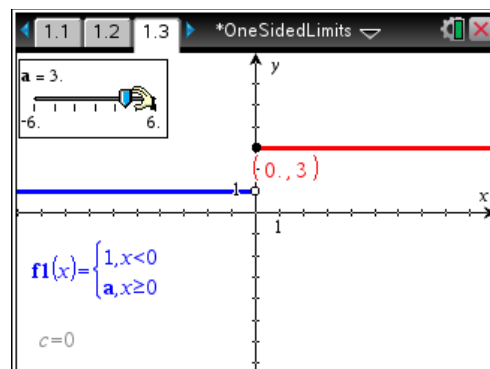 1.1 1.2 1.3 *OneSidedLimits
a = 3.
-6. 6.
y
(0.,3)
1
x
1
f1(x)={1,x<0
a,x≥0
c=0